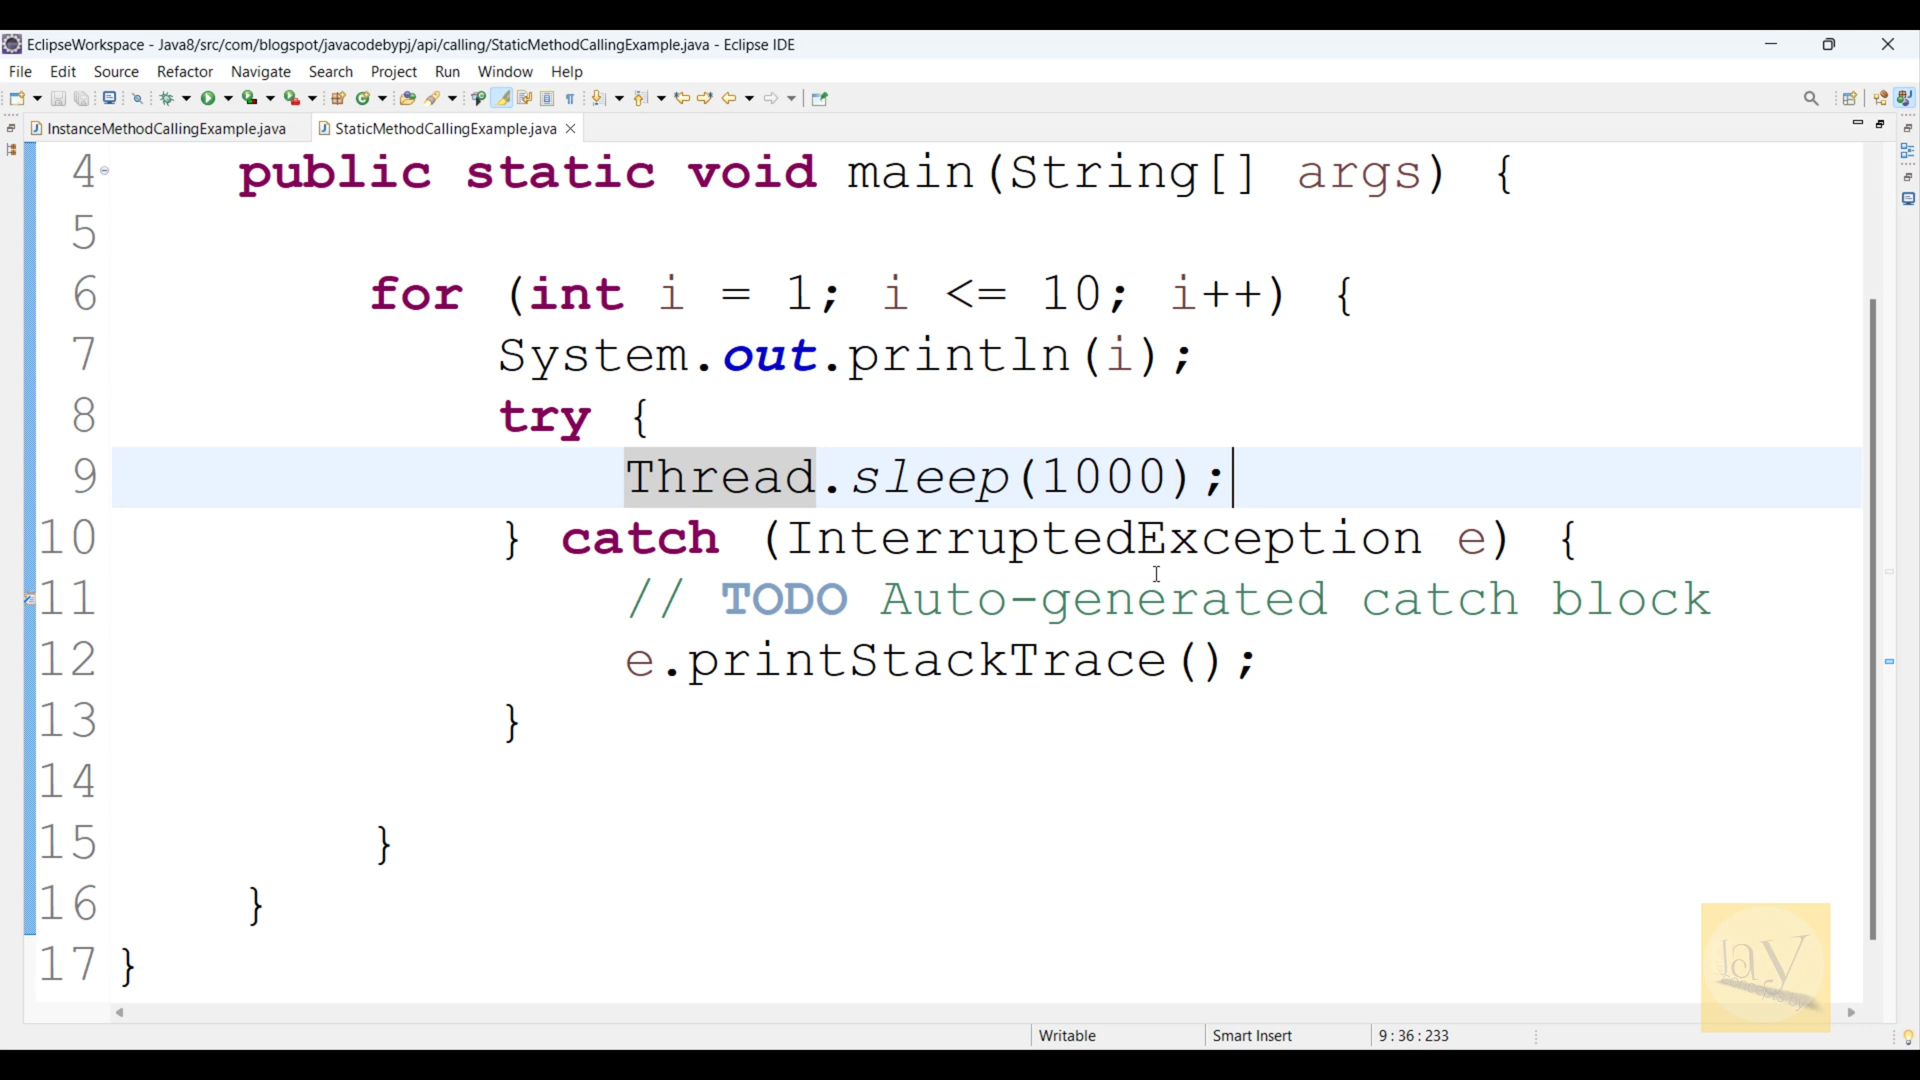 EclipseWorkspace - Java8/src/com/blogspot/javacodebypj/api/calling/StaticMethodCallingExample.java - Eclipse IDE
File Edit Source Refactor Navigate Search Project Run Window Help
InstanceMethodCallingExample.java StaticMethodCallingExample.java
4 public static void main(String[] args) {
5
6 for (int i = 1; i <= 10; i++) {
7 System.out.println(i);
8 try {
9 Thread.sleep(1000);
10 } catch (InterruptedException e) {
11 // TODO Auto-generated catch block
12 e.printStackTrace();
13 }
14
15 }
16 }
17 }
Jay
concepts by
Writable Smart Insert 9 : 36 : 233